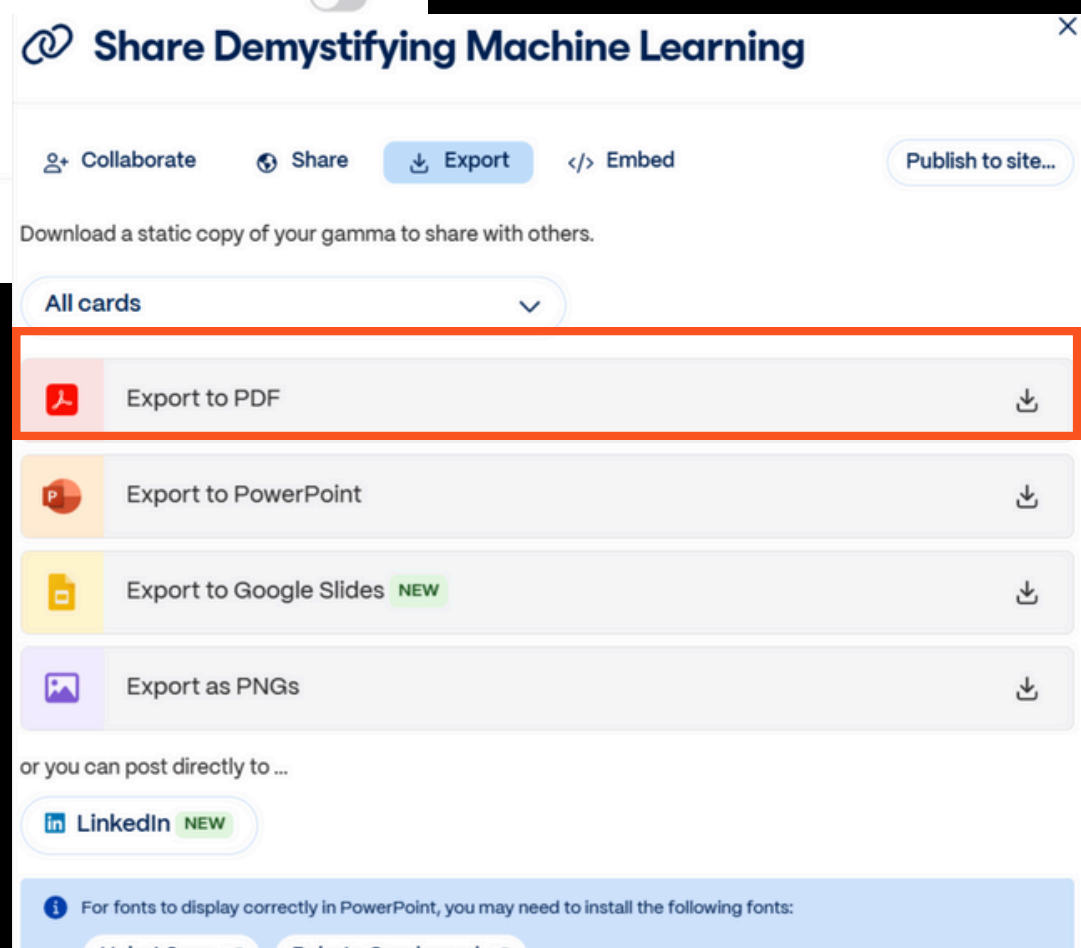 Share Demystifying Machine Learning
Collaborate Share Export </> Embed Publish to site...
Download a static copy of your gamma to share with others.
All cards
Export to PDF
Export to PowerPoint
Export to Google Slides NEW
Export as PNGs
or you can post directly to ...
LinkedIn NEW
For fonts to display correctly in PowerPoint, you may need to install the following fonts: